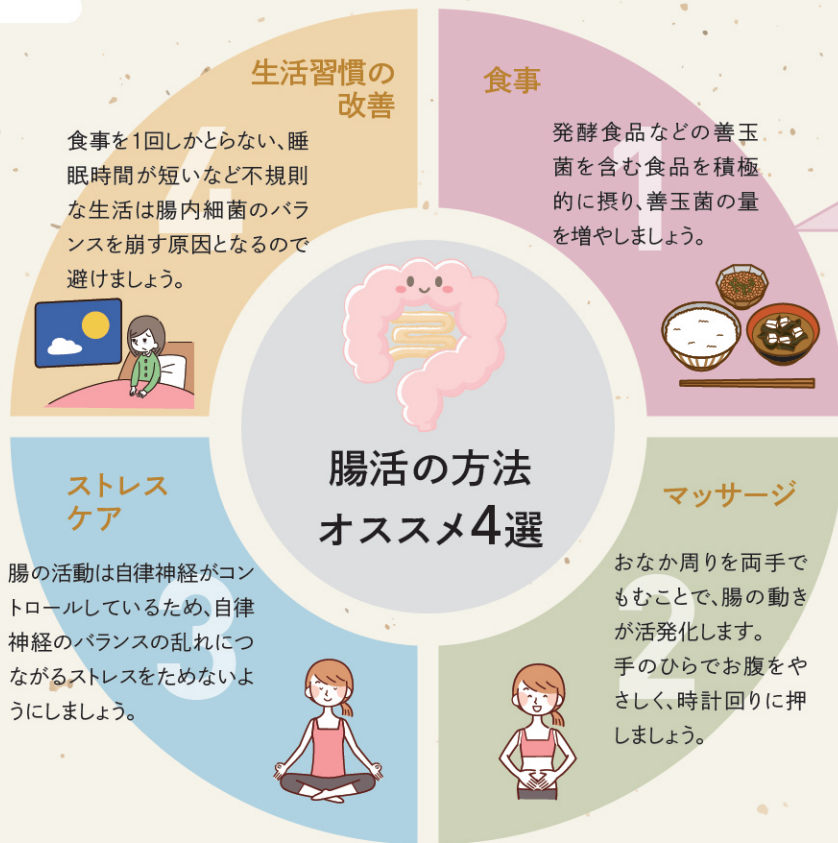 腸活の方法
オススメ4選
1
食事
発酵食品などの善玉
菌を含む食品を積極
的に摂り、善玉菌の量
を増やしましょう。
2
マッサージ
おなか周りを両手で
もむことで、腸の動き
が活発化します。
手のひらでお腹をや
さしく、時計回りに押
しましょう。
3
ストレス
ケア
腸の活動は自律神経がコン
トロールしているため、自律
神経のバランスの乱れにつ
ながるストレスをためないよ
うにしましょう。
4
生活習慣の
改善
食事を1回しかとらない、睡
眠時間が短いなど不規則
な生活は腸内細菌のバラ
ンスを崩す原因となるので
避けましょう。